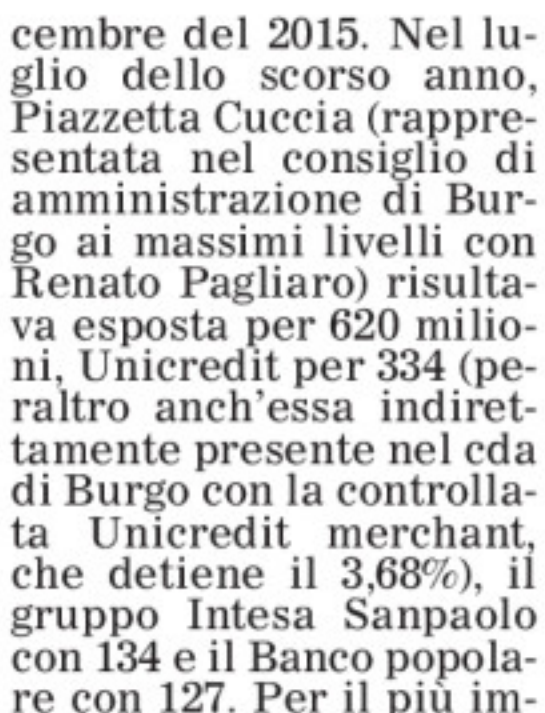 cembre del 2015. Nel lu-
glio dello scorso anno,
Piazzetta Cuccia (rappre-
sentata nel consiglio di
amministrazione di Bur-
go ai massimi livelli con
Renato Pagliaro) risulta-
va esposta per 620 milio-
ni, Unicredit per 334 (pe-
raltro anch'essa indiret-
tamente presente nel cda
di Burgo con la controlla-
ta Unicredit merchant,
che detiene il 3,68%), il
gruppo Intesa Sanpaolo
con 134 e il Banco popola-
re con 127. Per il più im-